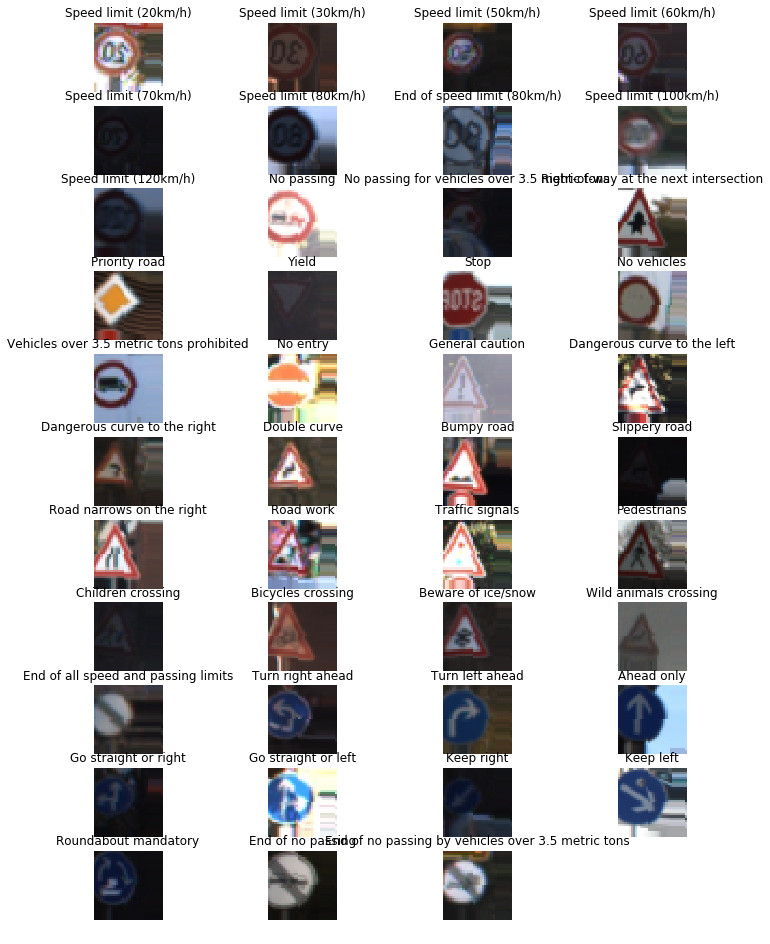 Speed limit (20km/h)
Speed limit (30km/h)
Speed limit (50km/h)
Speed limit (60km/h)
Speed limit (70km/h)
Speed limit (80km/h)
End of speed limit (80km/h)
Speed limit (100km/h)
Speed limit (120km/h)
No passing
No passing for vehicles over 3.5 metric tons
Right-of-way at the next intersection
Priority road
Yield
Stop
No vehicles
Vehicles over 3.5 metric tons prohibited
No entry
General caution
Dangerous curve to the left
Dangerous curve to the right
Double curve
Bumpy road
Slippery road
Road narrows on the right
Road work
Traffic signals
Pedestrians
Children crossing
Bicycles crossing
Beware of ice/snow
Wild animals crossing
End of all speed and passing limits
Turn right ahead
Turn left ahead
Ahead only
Go straight or right
Go straight or left
Keep right
Keep left
Roundabout mandatory
End of no passing
End of no passing by vehicles over 3.5 metric tons